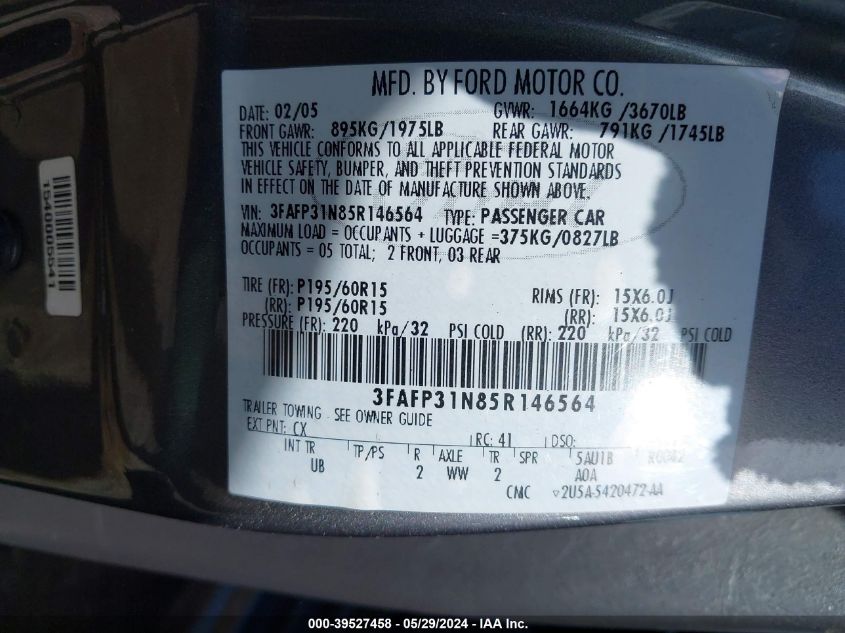 MFD. BY FORD MOTOR CO.
DATE: 02/05 GVWR: 1664KG /3670LB
FRONT GAWR: 895KG/1975LB REAR GAWR: 791KG /1745LB
THIS VEHICLE CONFORMS TO ALL APPLICABLE FEDERAL MOTOR
VEHICLE SAFETY, BUMPER, AND THEFT PREVENTION STANDARDS
IN EFFECT ON THE DATE OF MANUFACTURE SHOWN ABOVE.
VIN: 3FAFP31N85R146564 TYPE: PASSENGER CAR
MAXIMUM LOAD = OCCUPANTS + LUGGAGE =375KG/0827LB
OCCUPANTS = 05 TOTAL; 2 FRONT, 03 REAR
TIRE (FR): P195/60R15 RIMS (FR): 15X6.0J
(RR): P195/60R15 (RR): 15X6.0J
PRESSURE (FR): 220 kPa/32 PSI COLD (RR): 220 kPa/32 PSI COLD
3FAFP31N85R146564
TRAILER TOWING - SEE OWNER GUIDE
EXT PNT: CX RC: 41 DSO:
INT TR TP/PS R AXLE TR SPR 5AU1B R0042
UB 2 WW 2 A0A
CMC 2U5A-5420472-AA
1540005541
000-39527458 - 05/29/2024 - IAA Inc.